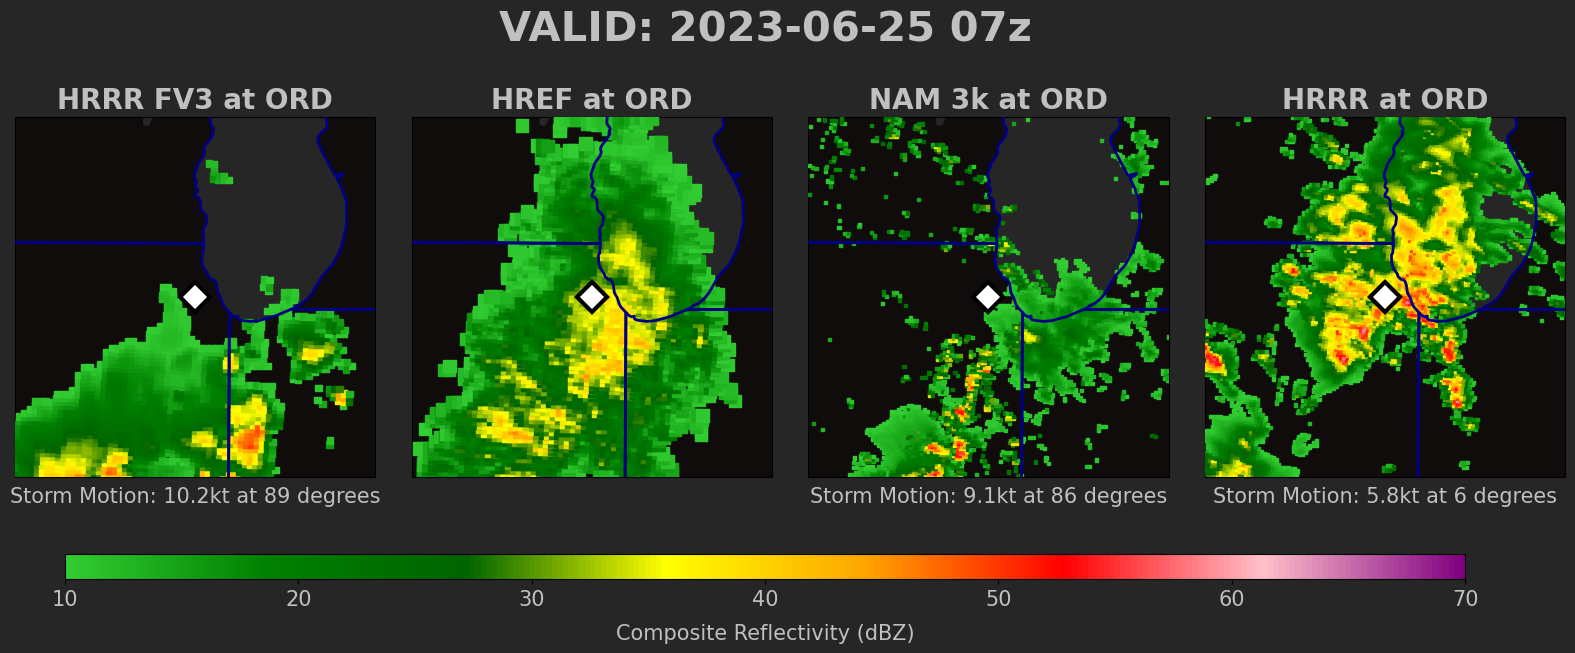 VALID: 2023-06-25 07z
HRRR FV3 at ORD
HREF at ORD
NAM 3k at ORD
HRRR at ORD
Storm Motion: 10.2kt at 89 degrees
Storm Motion: 9.1kt at 86 degrees
Storm Motion: 5.8kt at 6 degrees
10 20 30 40 50 60 70
Composite Reflectivity (dBZ)